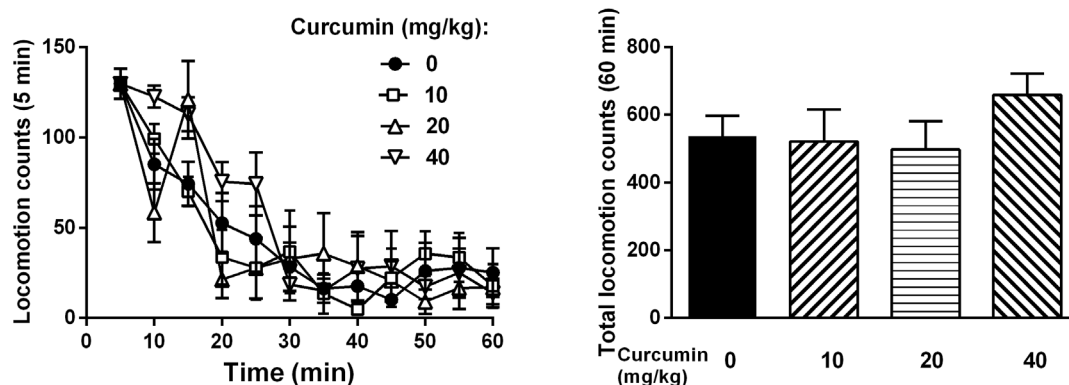 Curcumin (mg/kg):
0
10
20
40
Locomotion counts (5 min)
150
100
50
0
0 10 20 30 40 50 60
Time (min)
Total locomotion counts (60 min)
800
600
400
200
0
Curcumin
(mg/kg)
0 10 20 40